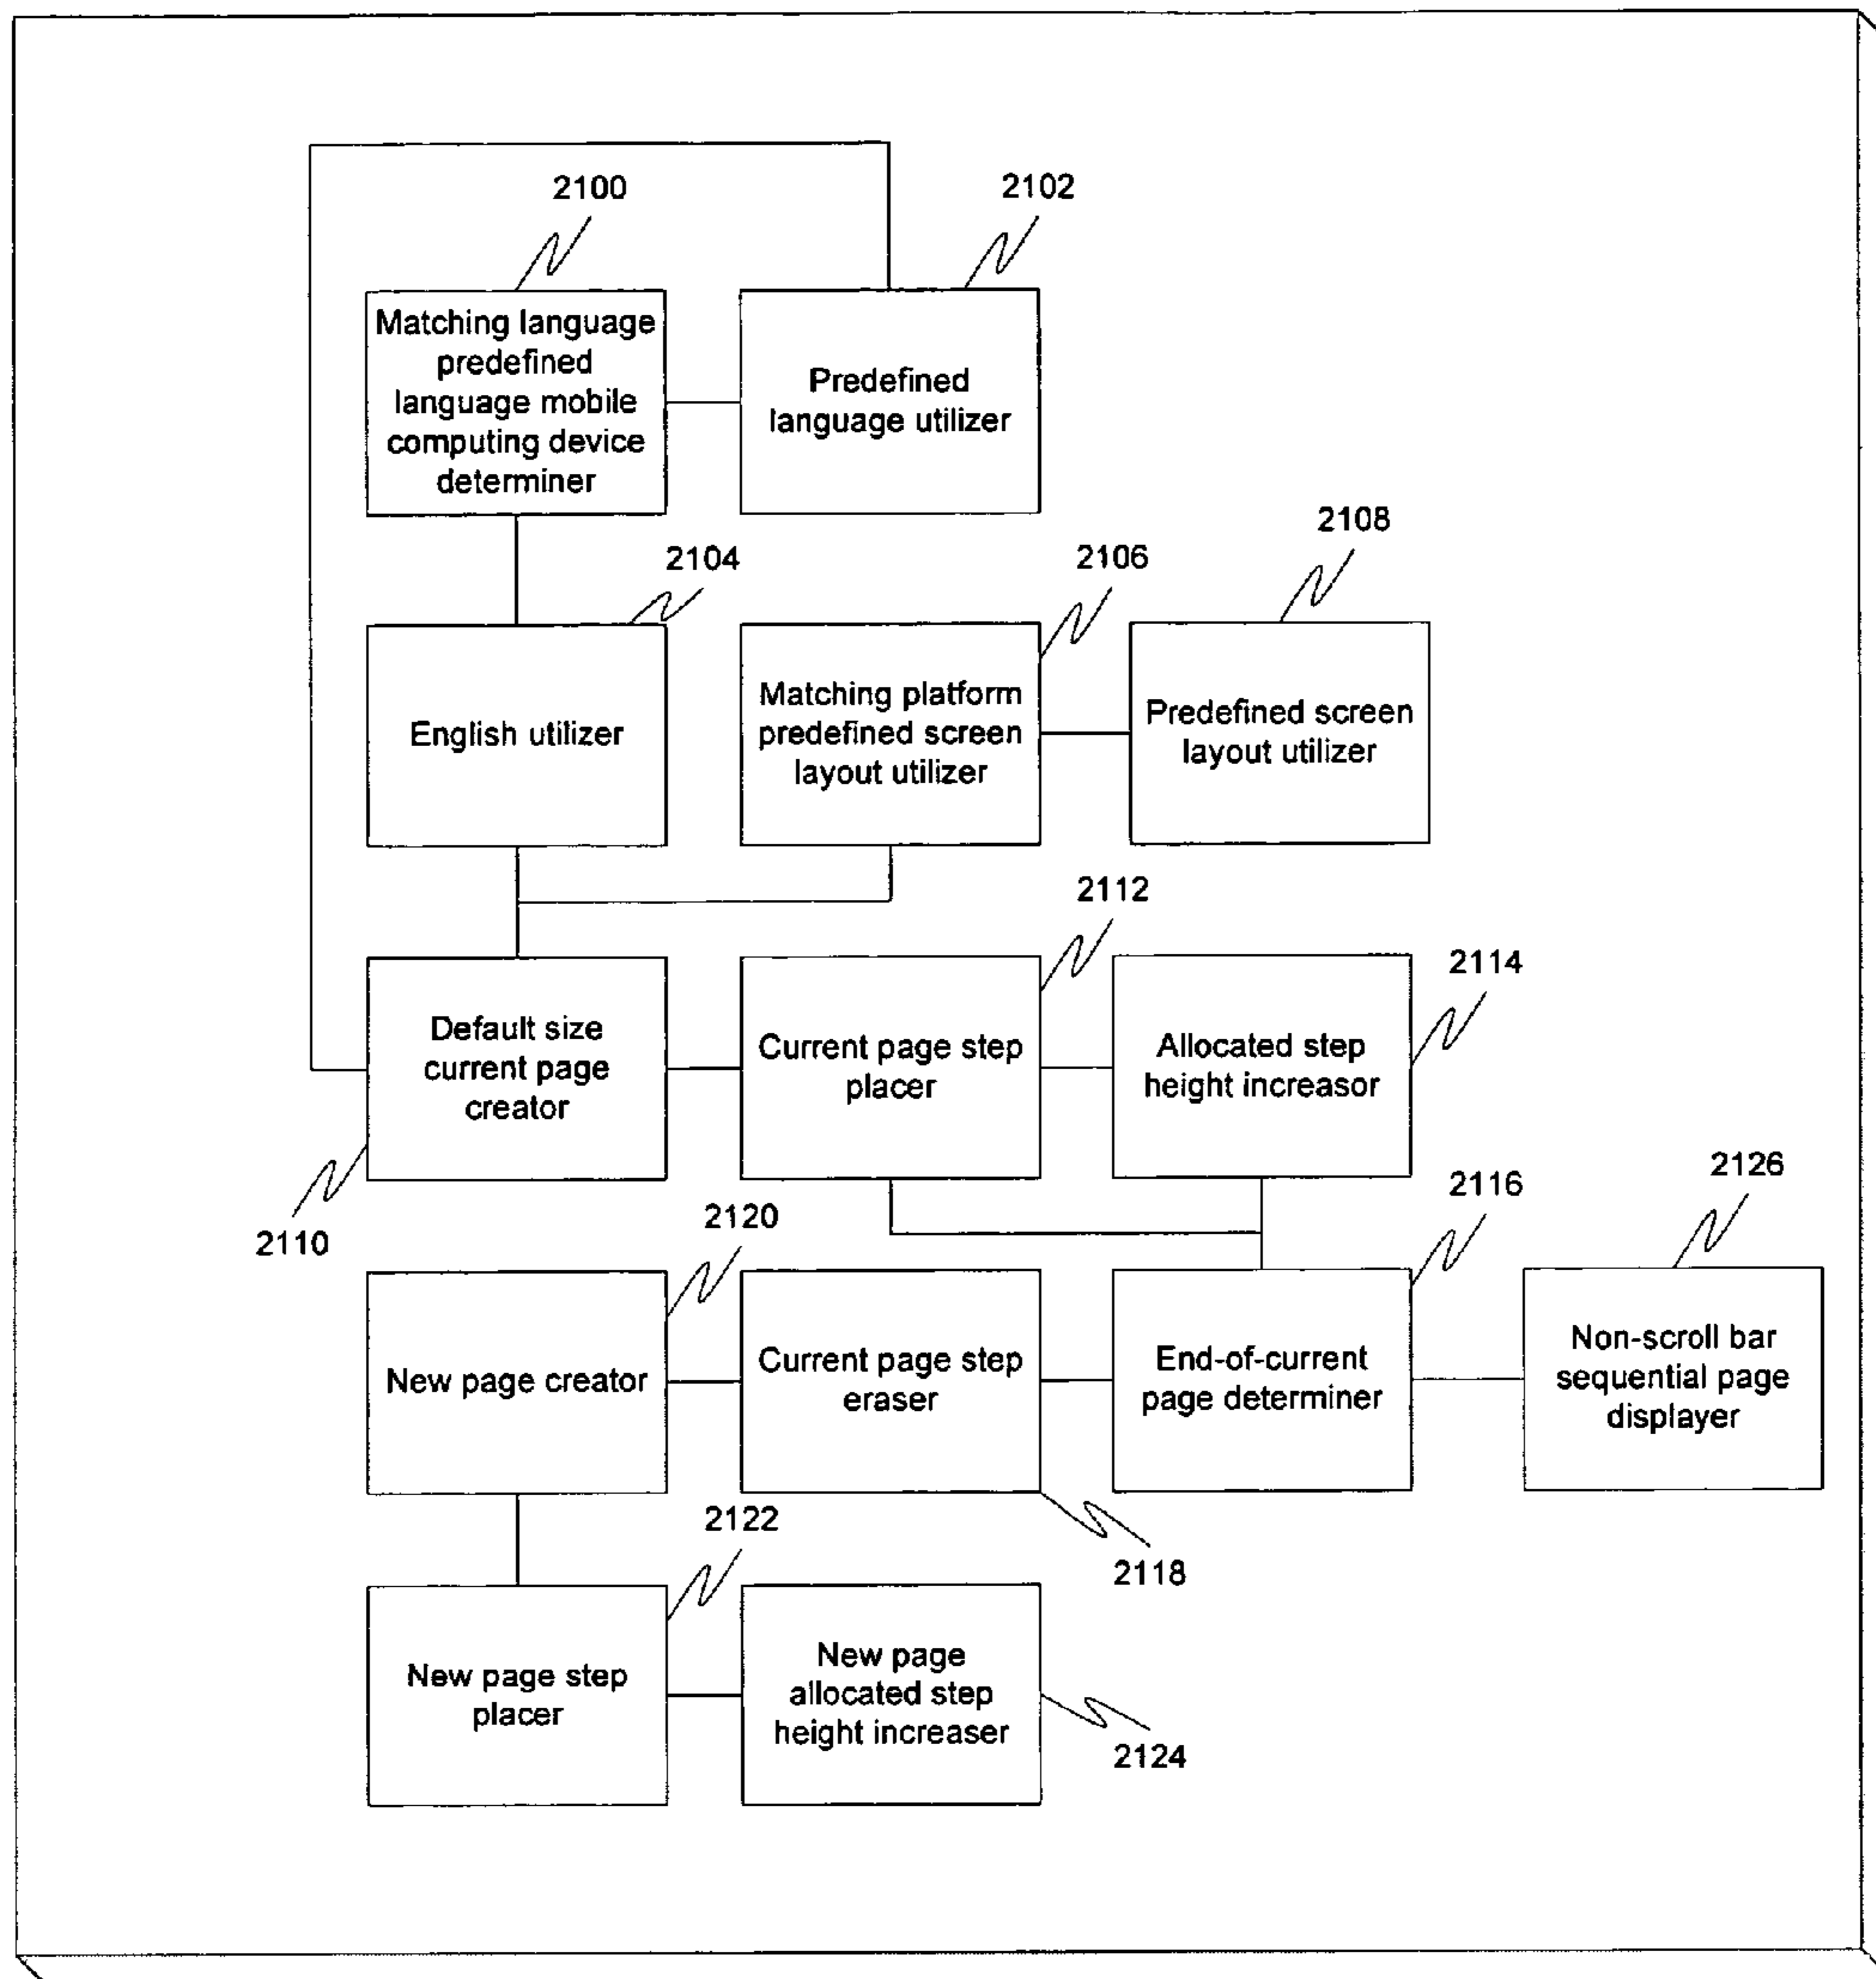 2100
2102
Matching language
predefined
language mobile
computing device
determiner
Predefined
language utilizer
2104
2106
2108
English utilizer
Matching platform
predefined screen
layout utilizer
Predefined screen
layout utilizer
2112
2114
Default size
current page
creator
Current page step
placer
Allocated step
height increasor
2110
2120
2116
2126
New page creator
Current page step
eraser
End-of-current
page determiner
Non-scroll bar
sequential page
displayer
2122
2118
New page step
placer
New page
allocated step
height increaser
2124